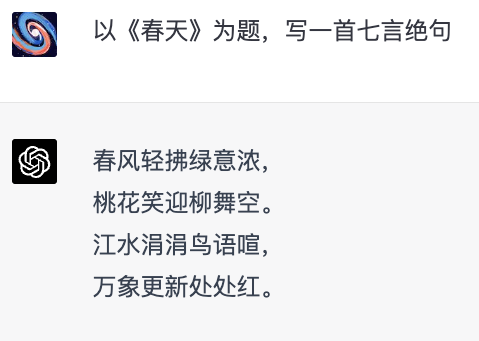 以《春天》为题，写一首七言绝句
春风轻拂绿意浓，
桃花笑迎柳舞空。
江水涓涓鸟语喧，
万象更新处处红。